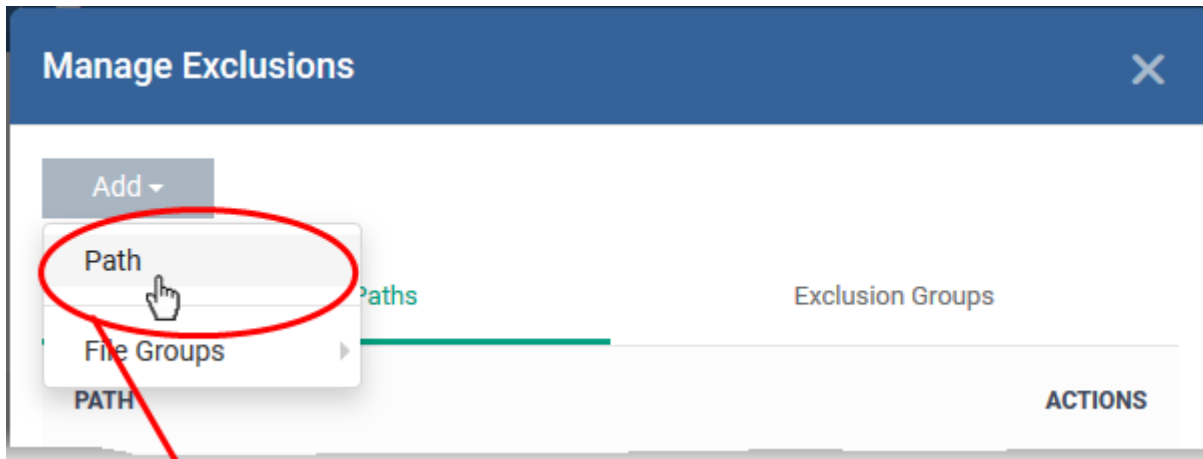 Manage Exclusions
Add
Path
Paths
Exclusion Groups
File Groups
PATH
ACTIONS